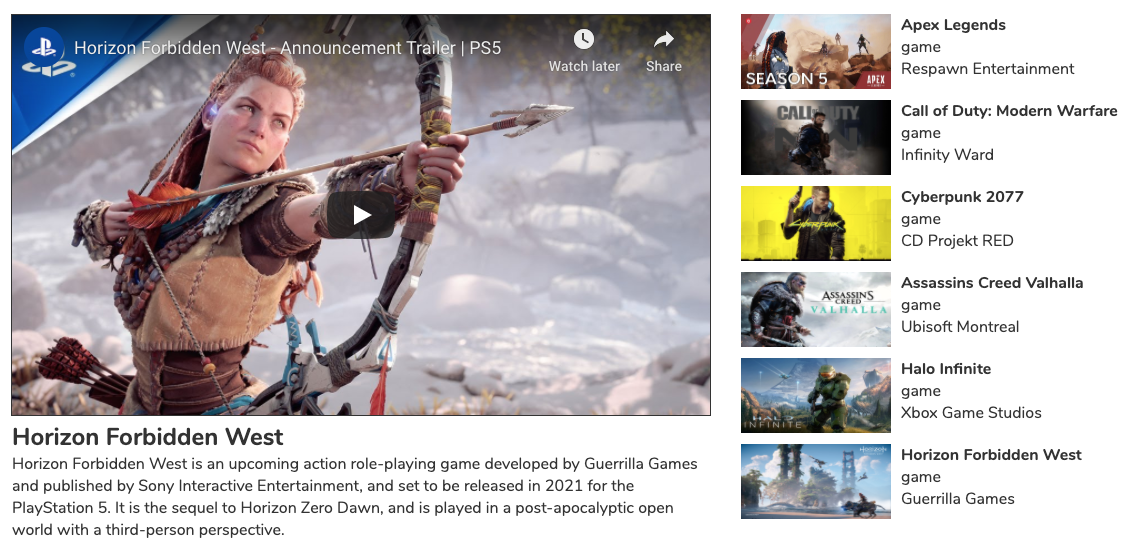 Horizon Forbidden West - Announcement Trailer | PS5
Watch later
Share
Horizon Forbidden West
Horizon Forbidden West is an upcoming action role-playing game developed by Guerrilla Games
and published by Sony Interactive Entertainment, and set to be released in 2021 for the
PlayStation 5. It is the sequel to Horizon Zero Dawn, and is played in a post-apocalyptic open
world with a third-person perspective.
SEASON 5
APEX
Apex Legends
game
Respawn Entertainment
CALL OF DUTY
Call of Duty: Modern Warfare
game
Infinity Ward
Cyberpunk
Cyberpunk 2077
game
CD Projekt RED
ASSASSIN'S
CREED
VALHALLA
Assassins Creed Valhalla
game
Ubisoft Montreal
HALO
INFINITE
Halo Infinite
game
Xbox Game Studios
Horizon Forbidden West
game
Guerrilla Games